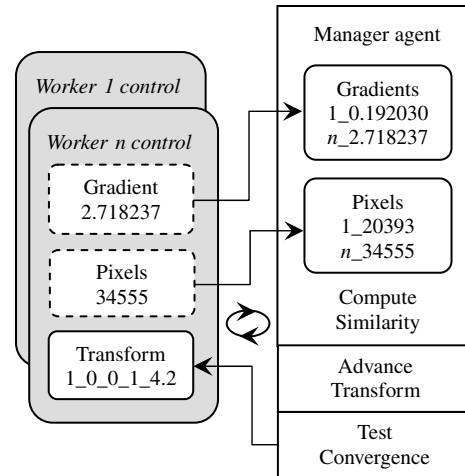 Worker 1 control
Worker n control
Gradient
2.718237
Pixels
34555
Transform
1_0_0_1_4.2
Manager agent
Gradients
1_0.192030
n_2.718237
Pixels
1_20393
n_34555
Compute
Similarity
Advance
Transform
Test
Convergence